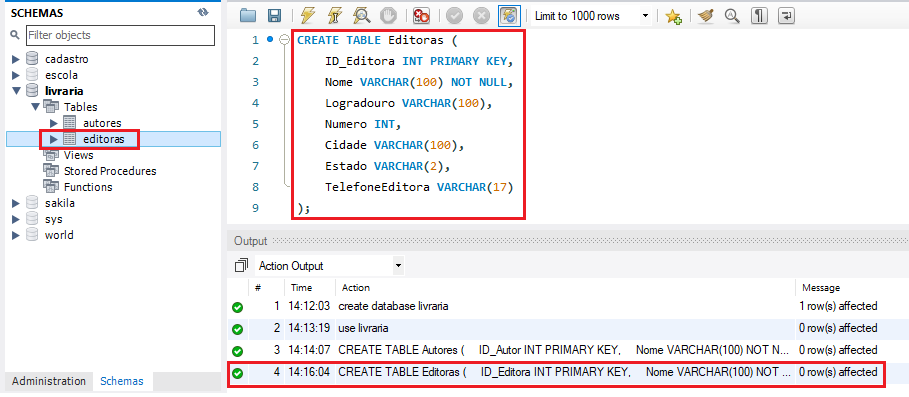 SCHEMAS
Filter objects
cadastro
escola
livraria
Tables
autores
editoras
Views
Stored Procedures
Functions
sakila
sys
world
Administration Schemas
Limit to 1000 rows
1 CREATE TABLE Editoras (
2 ID_Editora INT PRIMARY KEY,
3 Nome VARCHAR(100) NOT NULL,
4 Logradouro VARCHAR(100),
5 Numero INT,
6 Cidade VARCHAR(100),
7 Estado VARCHAR(2),
8 TelefoneEditora VARCHAR(17)
9 );
Output
Action Output
# Time Action Message
1 14:12:03 create database livraria 1 row(s) affected
2 14:13:19 use livraria 0 row(s) affected
3 14:14:07 CREATE TABLE Autores ( ID_Autor INT PRIMARY KEY, Nome VARCHAR(100) NOT N... 0 row(s) affected
4 14:16:04 CREATE TABLE Editoras ( ID_Editora INT PRIMARY KEY, Nome VARCHAR(100) NOT ... 0 row(s) affected